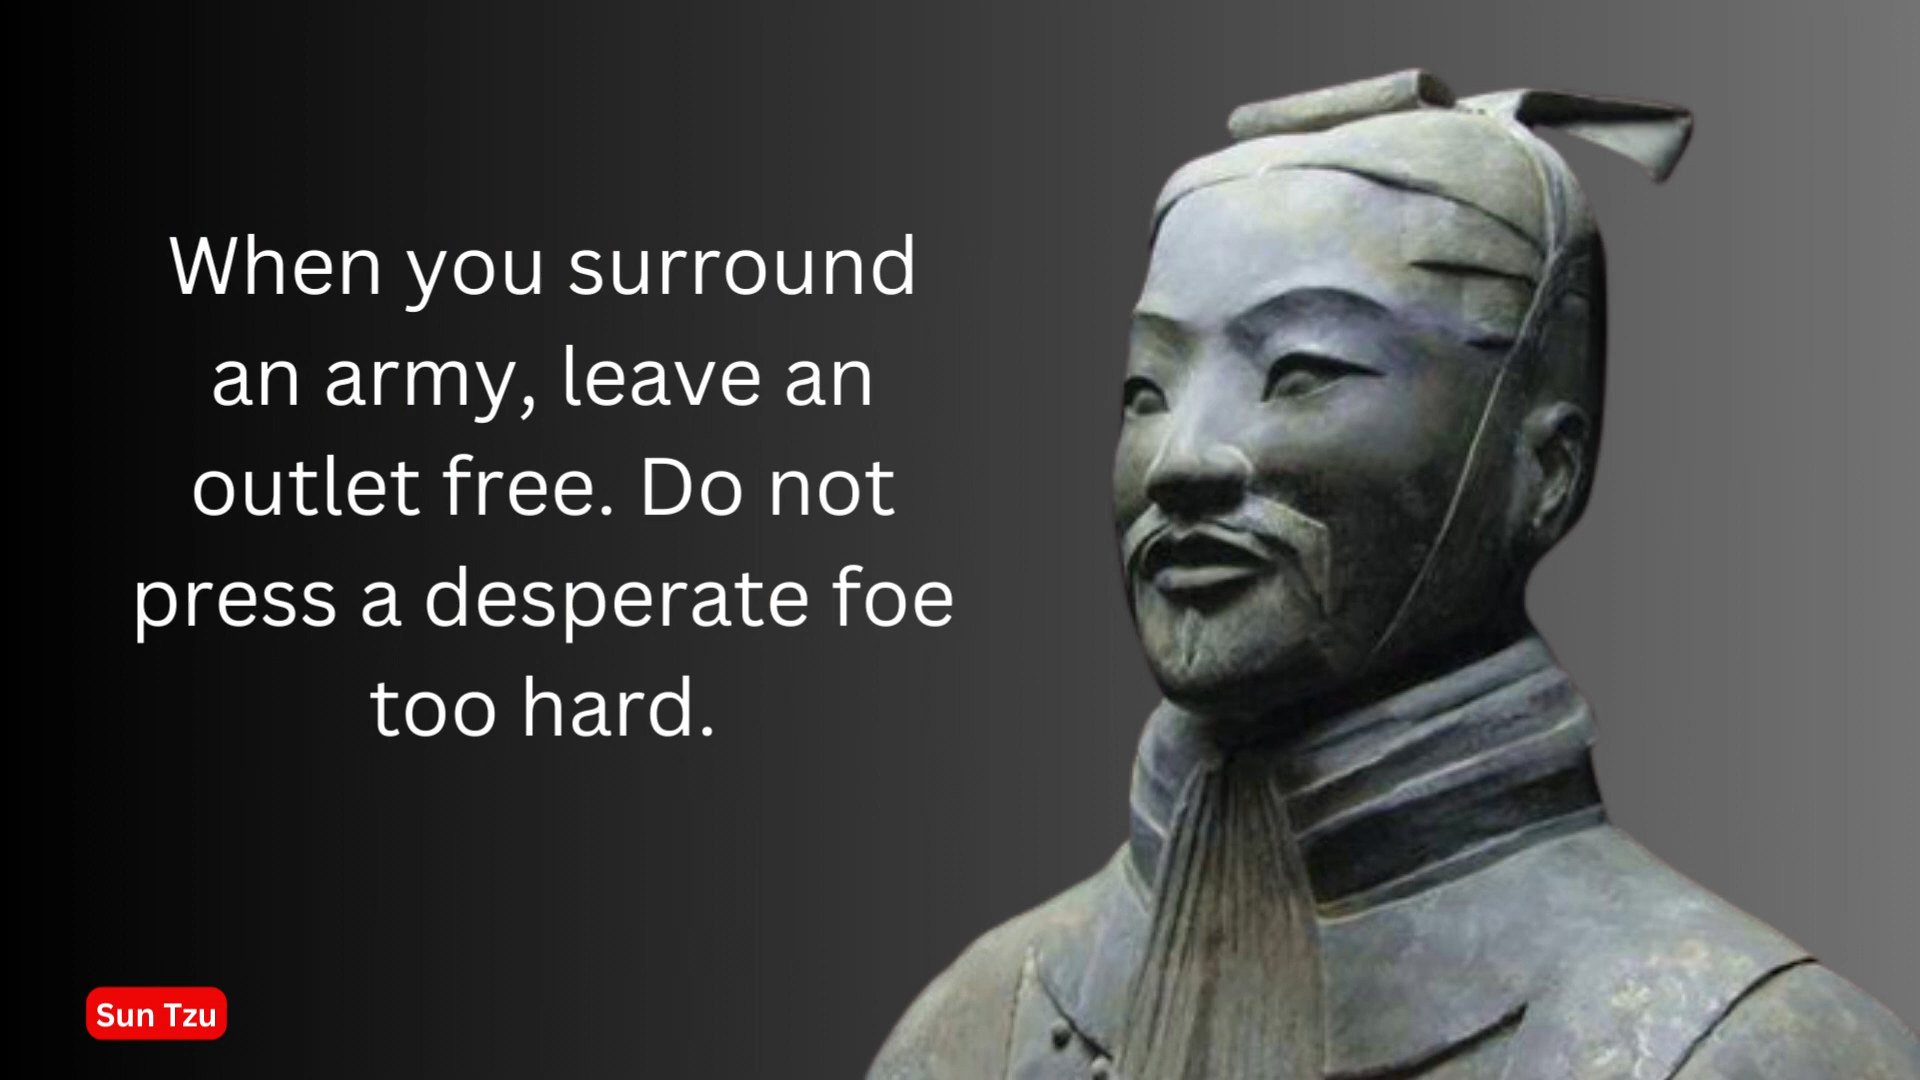 When you surround
an army, leave an
outlet free. Do not
press a desperate foe
too hard.
Sun Tzu